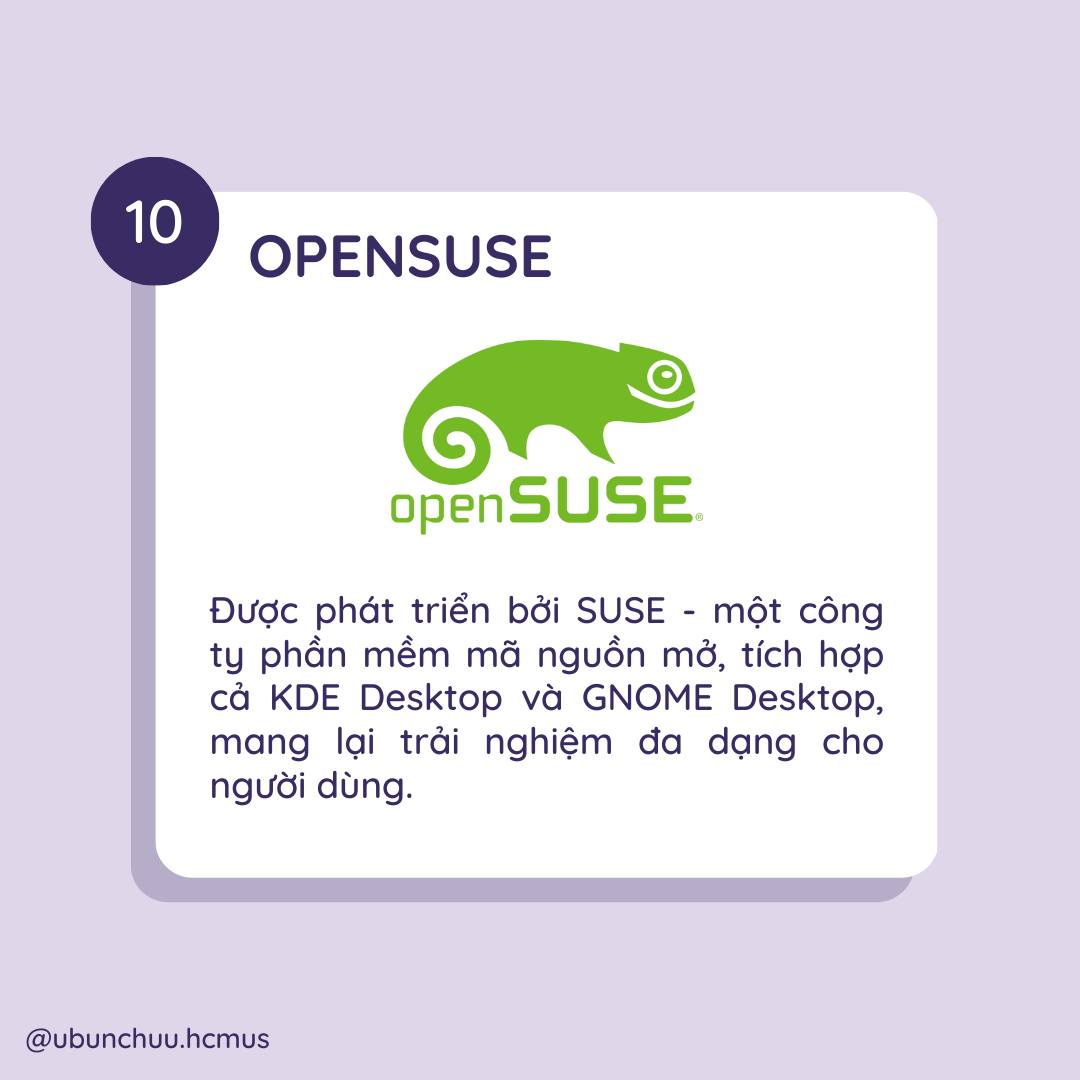 10
OPENSUSE
openSUSE®
Được phát triển bởi SUSE - một công
ty phần mềm mã nguồn mở, tích hợp
cả KDE Desktop và GNOME Desktop,
mang lại trải nghiệm đa dạng cho
người dùng.
@ubunchuu.hcmus